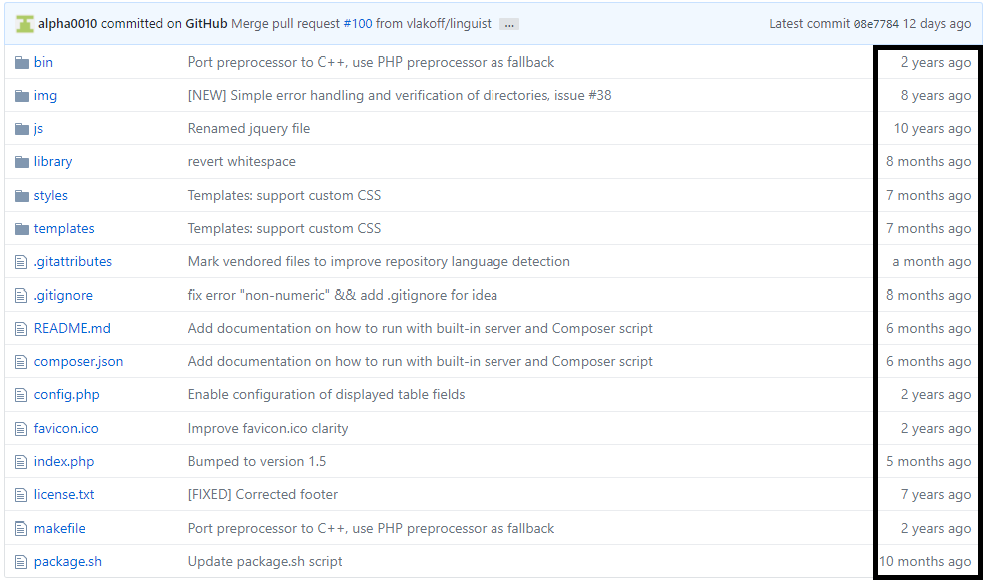 alpha0010 committed on GitHub Merge pull request #100 from vlakoff/linguist ... Latest commit 08e7784 12 days ago
bin Port preprocessor to C++, use PHP preprocessor as fallback 2 years ago
img [NEW] Simple error handling and verification of directories, issue #38 8 years ago
js Renamed jquery file 10 years ago
library revert whitespace 8 months ago
styles Templates: support custom CSS 7 months ago
templates Templates: support custom CSS 7 months ago
.gitattributes Mark vendored files to improve repository language detection a month ago
.gitignore fix error "non-numeric" && add .gitignore for idea 8 months ago
README.md Add documentation on how to run with built-in server and Composer script 6 months ago
composer.json Add documentation on how to run with built-in server and Composer script 6 months ago
config.php Enable configuration of displayed table fields 2 years ago
favicon.ico Improve favicon.ico clarity 2 years ago
index.php Bumped to version 1.5 5 months ago
license.txt [FIXED] Corrected footer 7 years ago
makefile Port preprocessor to C++, use PHP preprocessor as fallback 2 years ago
package.sh Update package.sh script 10 months ago